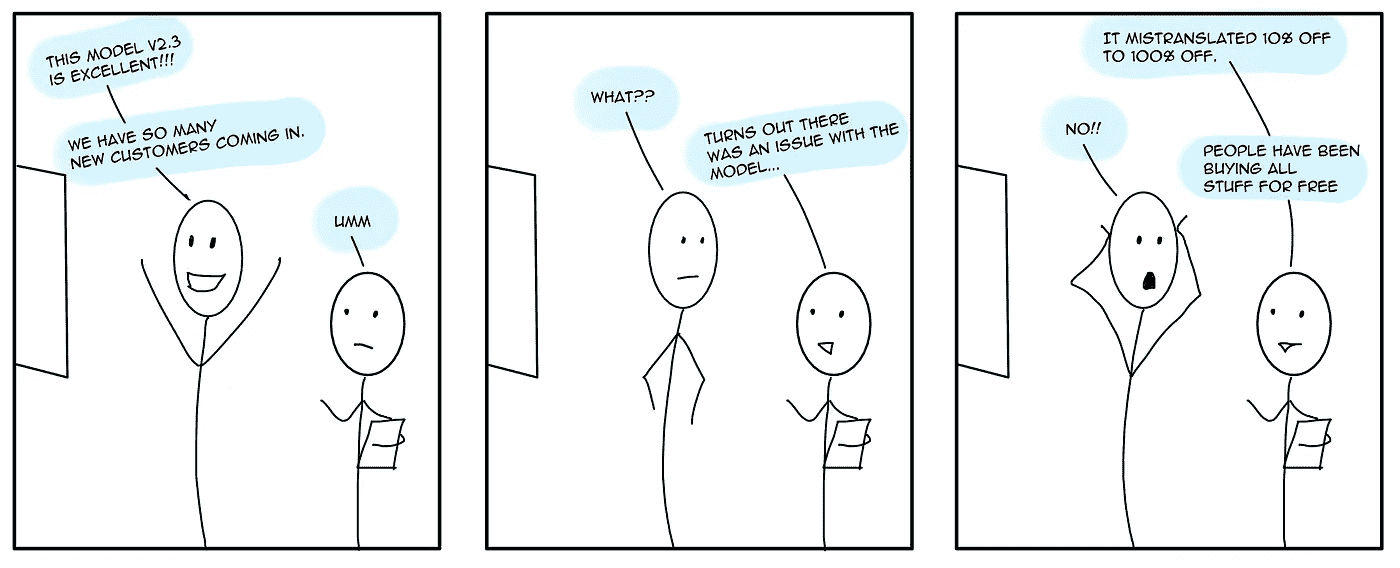 THIS MODEL V2.3
IS EXCELLENT!!!
WE HAVE SO MANY
NEW CUSTOMERS COMING IN.
UMM
WHAT??
TURNS OUT THERE
WAS AN ISSUE WITH THE
MODEL...
IT MISTRANSLATED 10% OFF
TO 100% OFF.
NO!!
PEOPLE HAVE BEEN
BUYING ALL
STUFF FOR FREE